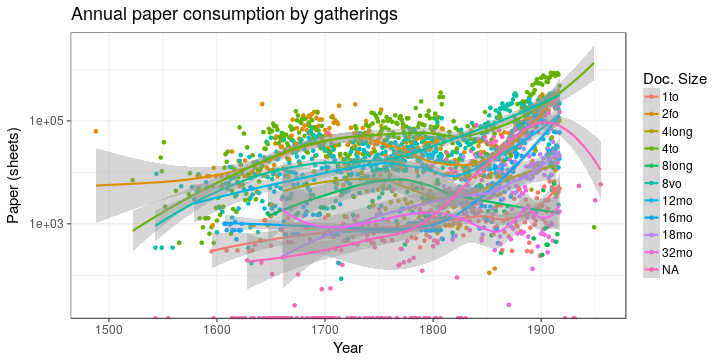 Annual paper consumption by gatherings
Paper (sheets)
1e+05
1e+03
1500 1600 1700 1800 1900
Year
Doc. Size
1to
2fo
4long
4to
8long
8vo
12mo
16mo
18mo
32mo
NA